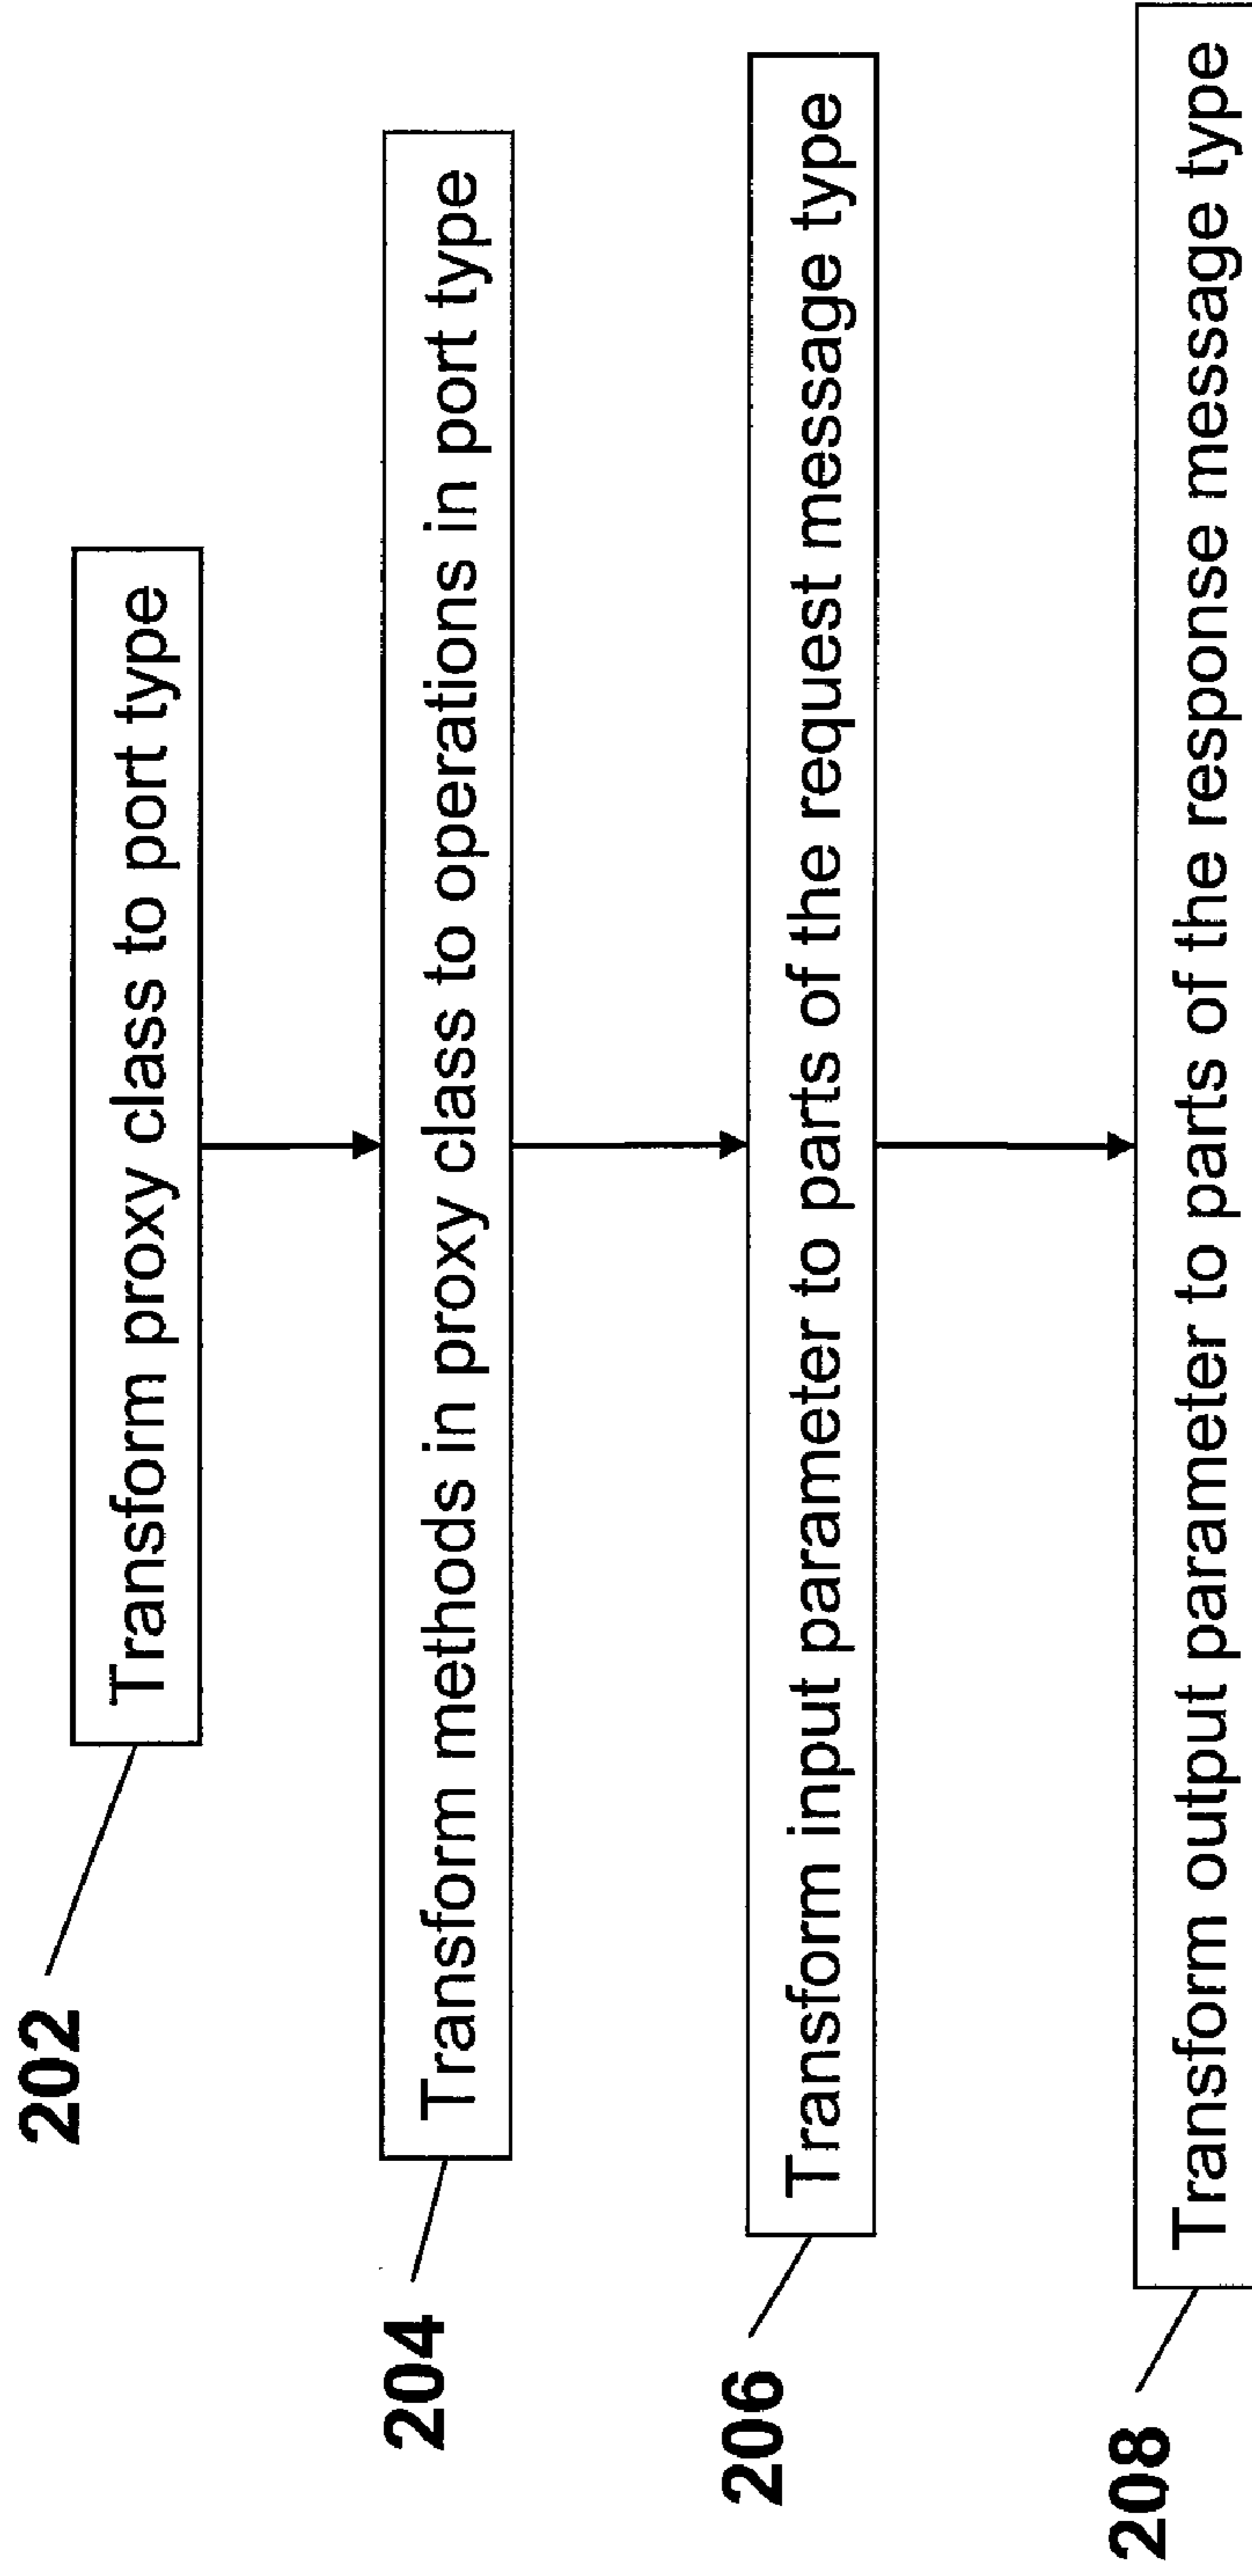 202
Transform proxy class to port type
204
Transform methods in proxy class to operations in port type
206
Transform input parameter to parts of the request message type
208
Transform output parameter to parts of the response message type